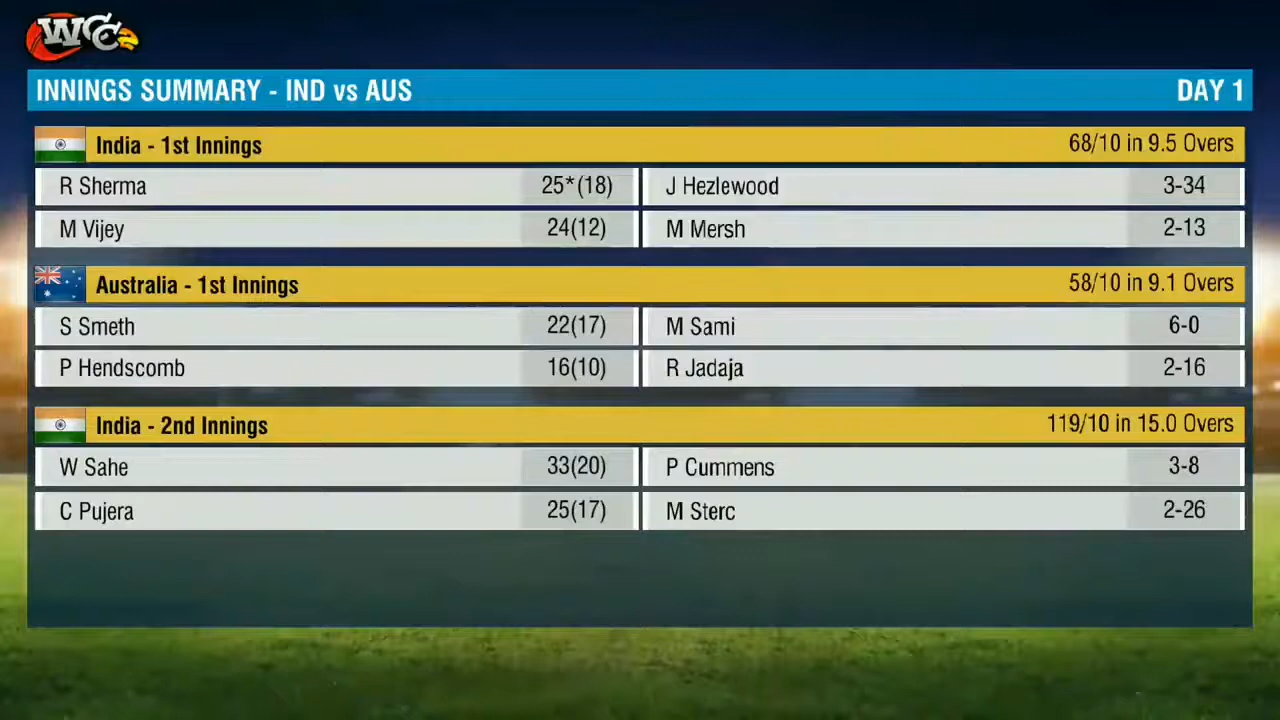 WCC
INNINGS SUMMARY - IND vs AUS DAY 1
India - 1st Innings 68/10 in 9.5 Overs
R Sherma 25*(18) J Hezlewood 3-34
M Vijey 24(12) M Mersh 2-13
Australia - 1st Innings 58/10 in 9.1 Overs
S Smeth 22(17) M Sami 6-0
P Hendscomb 16(10) R Jadaja 2-16
India - 2nd Innings 119/10 in 15.0 Overs
W Sahe 33(20) P Cummens 3-8
C Pujera 25(17) M Sterc 2-26